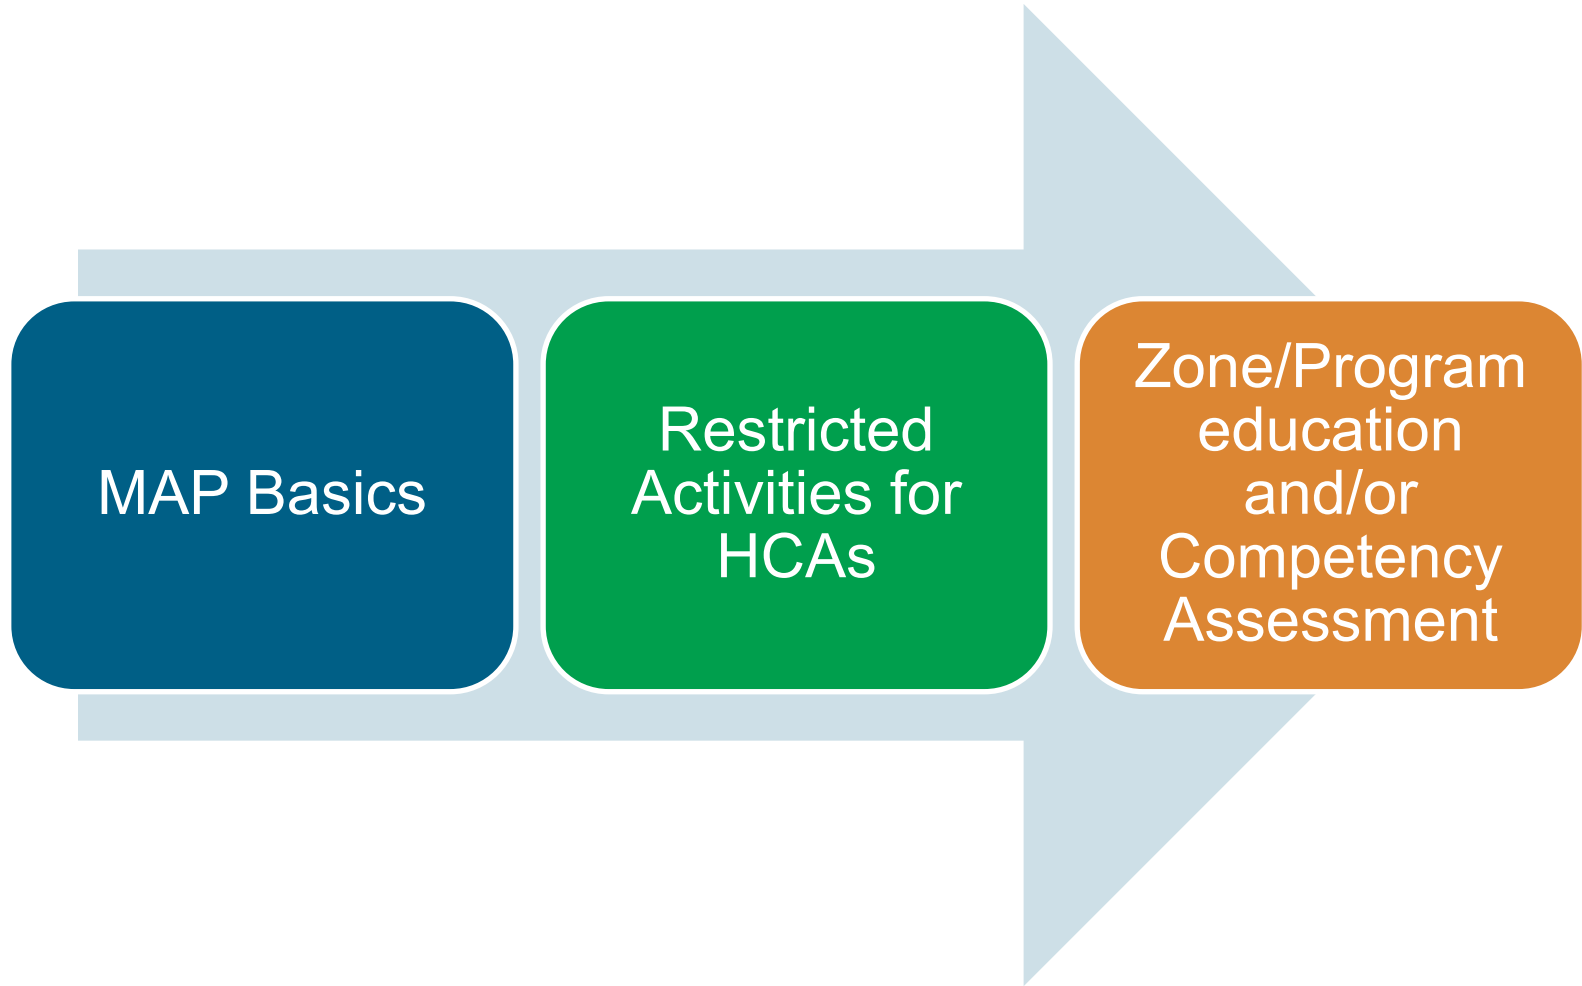 MAP Basics
Restricted
Activities for
HCAs
Zone/Program
education
and/or
Competency
Assessment